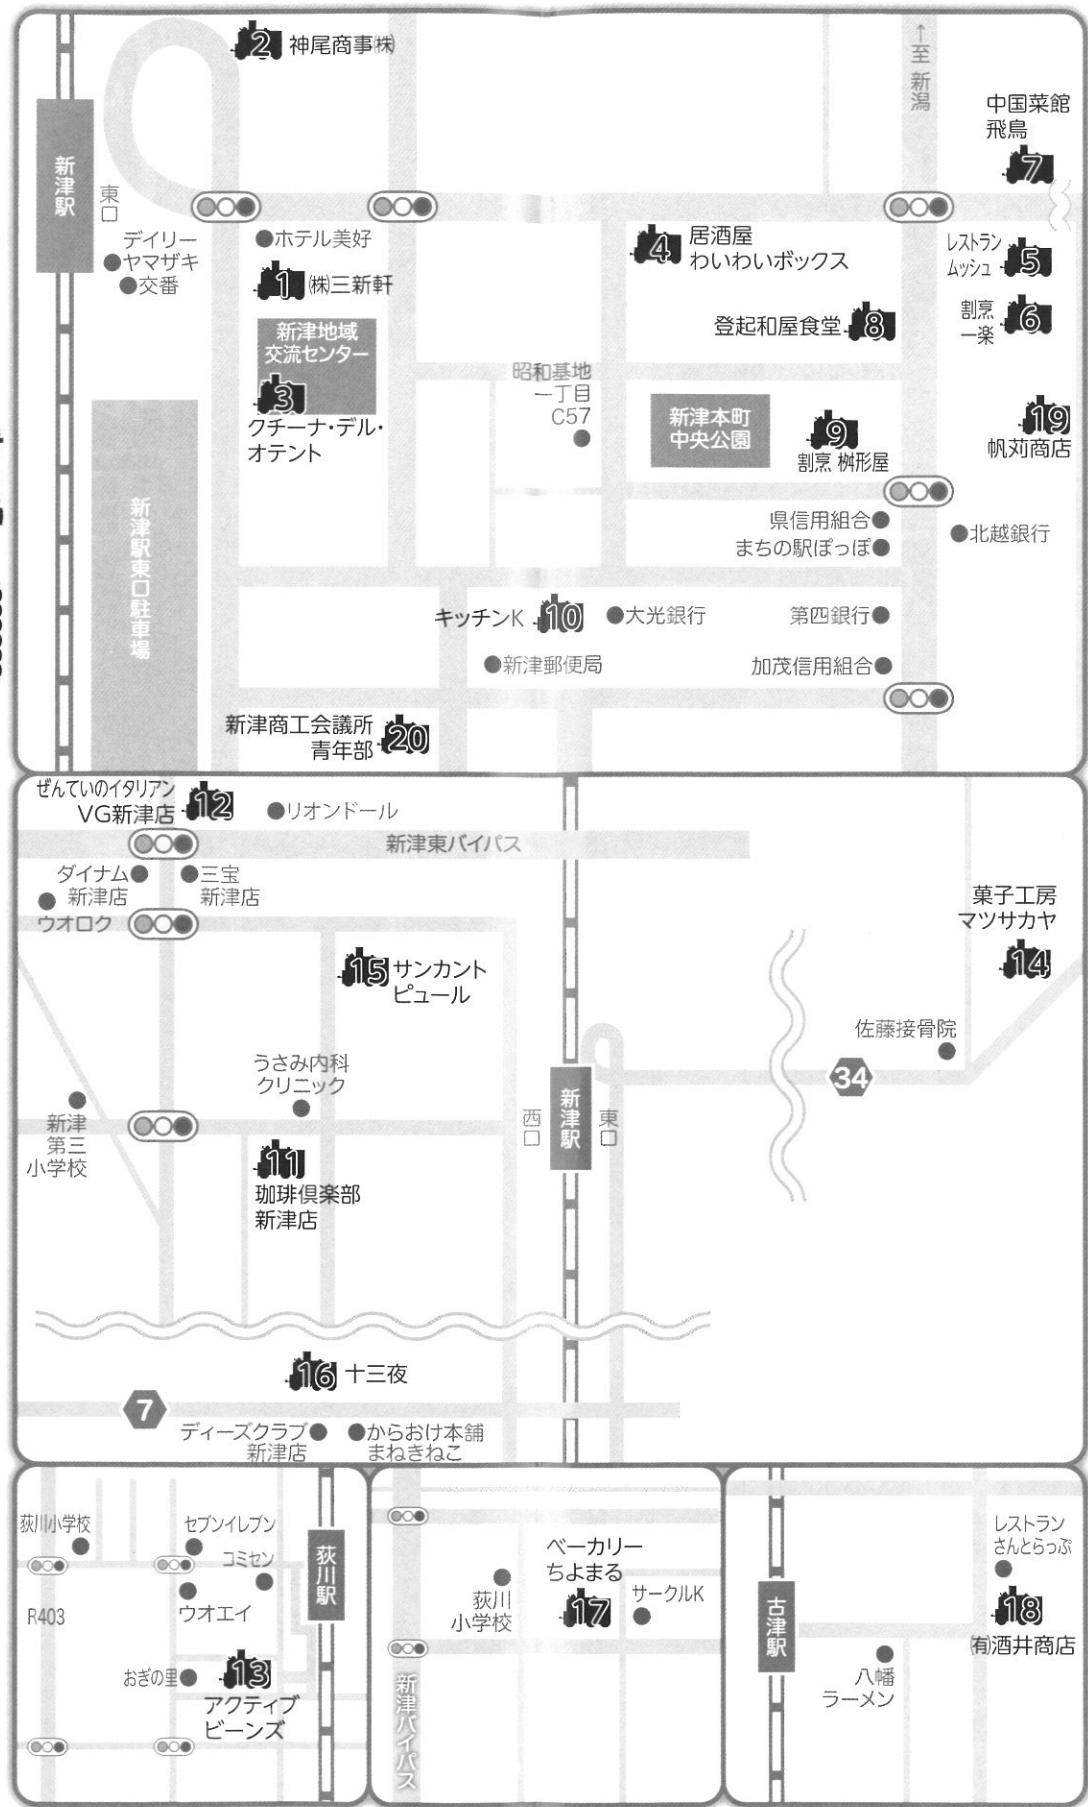 2 神尾商事㈱
↑至 新潟
中国菜館
飛鳥
7
新津駅
東口
デイリー
ヤマザキ
交番
ホテル美好
1 ㈱三新軒
4 居酒屋
わいわいボックス
レストラン
ムッシュ
5
割烹
一楽
6
登起和屋食堂 8
新津地域
交流センター
3
クチーナ・デル・
オテント
昭和基地
一丁目
C57
新津本町
中央公園
9
割烹 桝形屋
19
帆苅商店
新津駅東口駐車場
県信用組合
まちの駅ぽっぽ
北越銀行
キッチンK 10
大光銀行
第四銀行
新津郵便局
加茂信用組合
新津商工会議所
青年部
20
ぜんていのイタリアン
VG新津店
12
リオンドール
新津東バイパス
ダイナム
新津店
三宝
新津店
ウオロク
菓子工房
マツサカヤ
14
15 サンカント
ピュール
佐藤接骨院
34
うさみ内科
クリニック
新津
第三
小学校
西口
新津駅
東口
11
珈琲倶楽部
新津店
16 十三夜
7
ディーズクラブ
新津店
からおけ本舗
まねきねこ
荻川小学校
セブンイレブン
コミセン
荻川駅
ウオエイ
R403
おぎの里
13
アクティブ
ビーンズ
ベーカリー
ちよまる
17
荻川
小学校
サークルK
新津バイパス
レストラン
さんとらっぷ
古津駅
18
㈲酒井商店
八幡
ラーメン